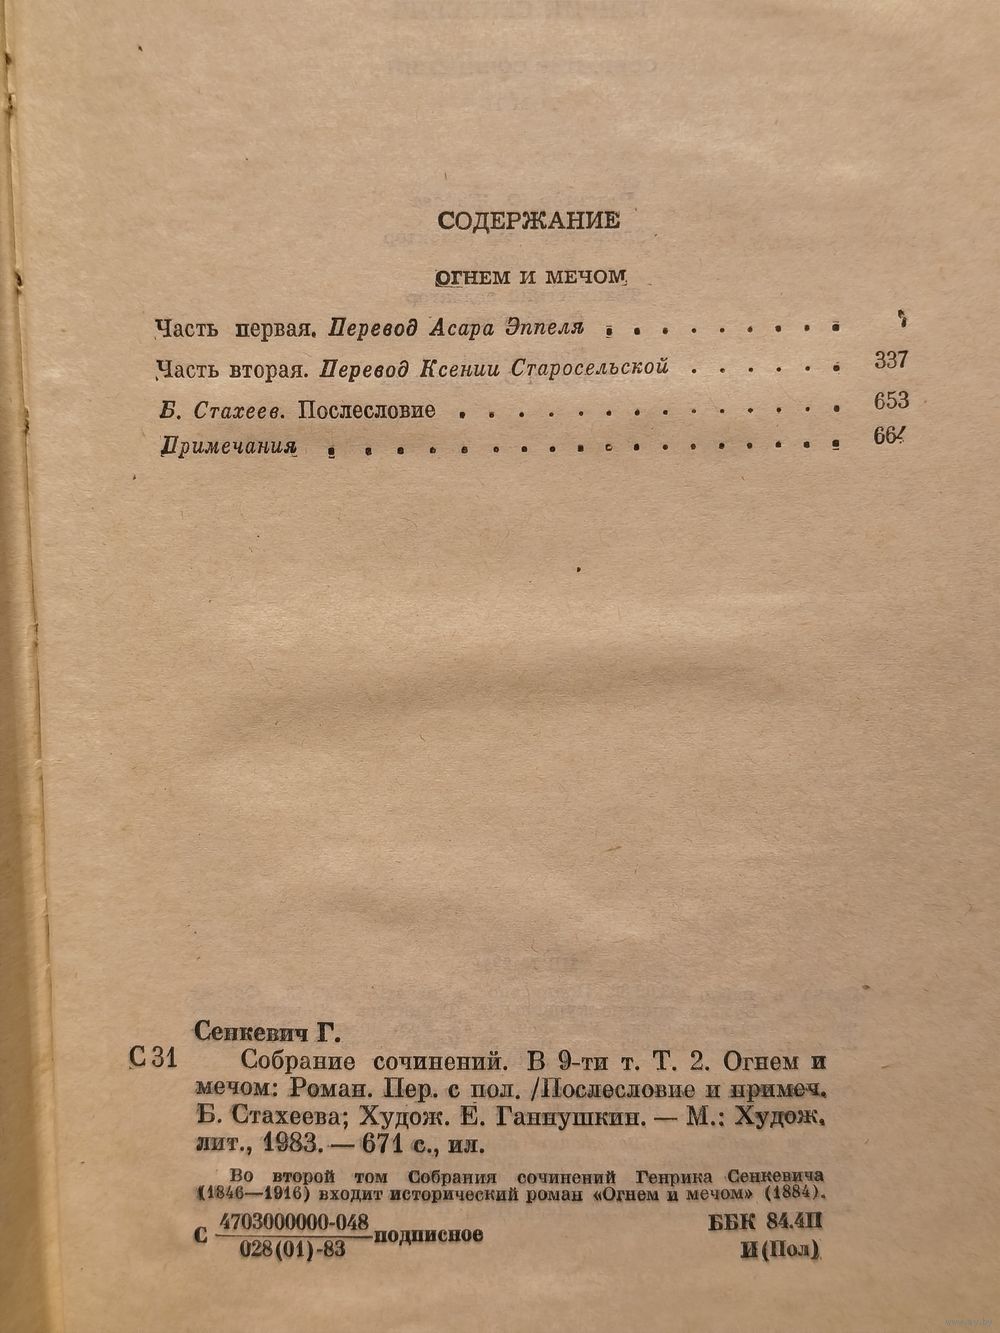 СОДЕРЖАНИЕ
ОГНЕМ И МЕЧОМ
Часть первая. Перевод Асара Эппеля . . . . . . . . .
Часть вторая. Перевод Ксении Старосельской . . . . . . 337
Б. Стахеев. Послесловие . . . . . . . . . . . . . . 653
Примечания . . . . . . . . . . . . . . . . .
Сенкевич Г.
С 31 Собрание сочинений. В 9-ти т. Т. 2. Огнем и
мечом: Роман. Пер. с пол. /Послесловие и примеч.
Б. Стахеева; Худож. Е. Ганнушкин. — М.: Худож.
лит., 1983. — 671 с., ил.
Во второй том Собрания сочинений Генрика Сенкевича
(1846—1916) входит исторический роман «Огнем и мечом» (1884).
С 4703000000-048 подписное ББК 84.4П
028(01)-83 И(Пол)
www.ay.by